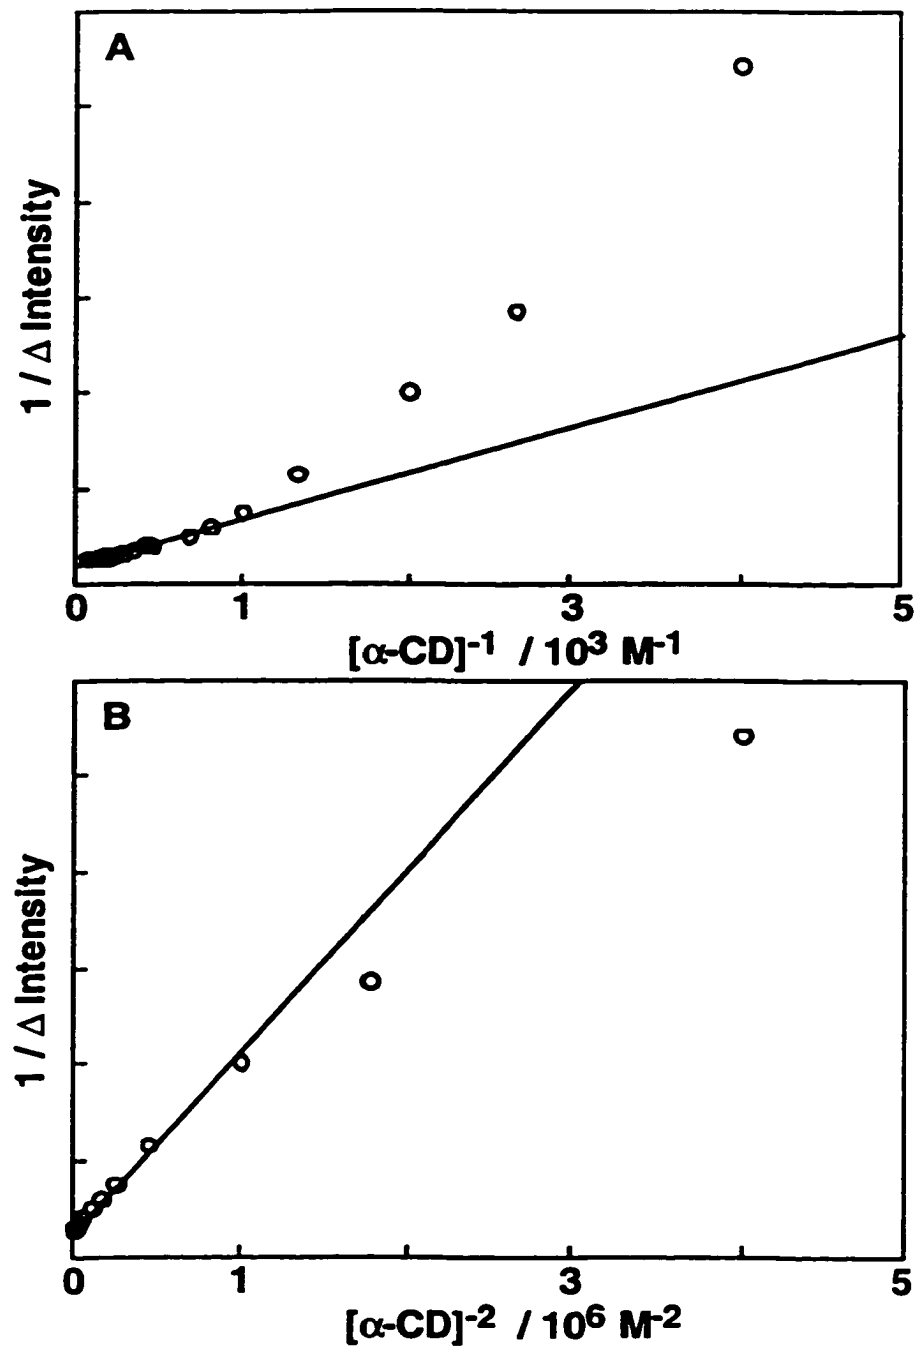 A
1 / Δ Intensity
0 1 3 5
[α-CD]-1 / 10³ M-1
B
1 / Δ Intensity
0 1 3 5
[α-CD]-2 / 10⁶ M-2